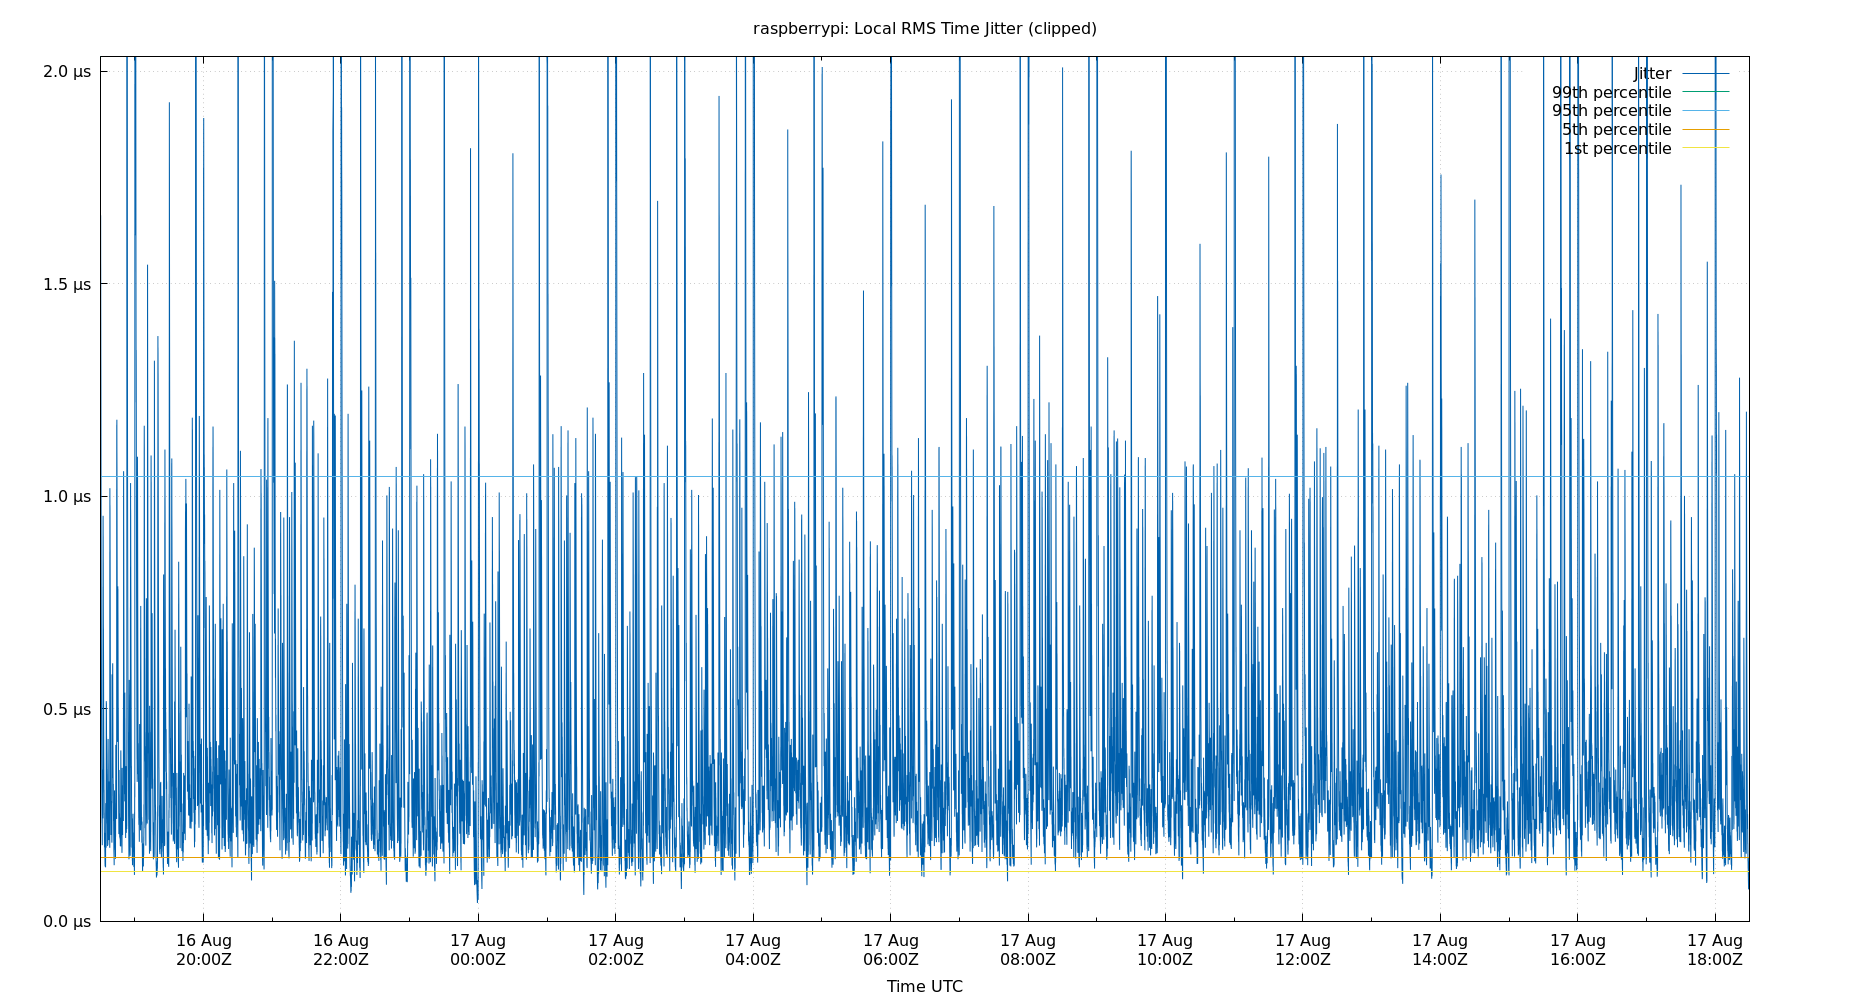 raspberrypi: Local RMS Time Jitter (clipped)
2.0 µs
1.5 µs
1.0 µs
0.5 µs
0.0 µs
Jitter
99th percentile
95th percentile
5th percentile
1st percentile
16 Aug 16 Aug 17 Aug 17 Aug 17 Aug 17 Aug 17 Aug 17 Aug 17 Aug 17 Aug 17 Aug 17 Aug
20:00Z 22:00Z 00:00Z 02:00Z 04:00Z 06:00Z 08:00Z 10:00Z 12:00Z 14:00Z 16:00Z 18:00Z
Time UTC